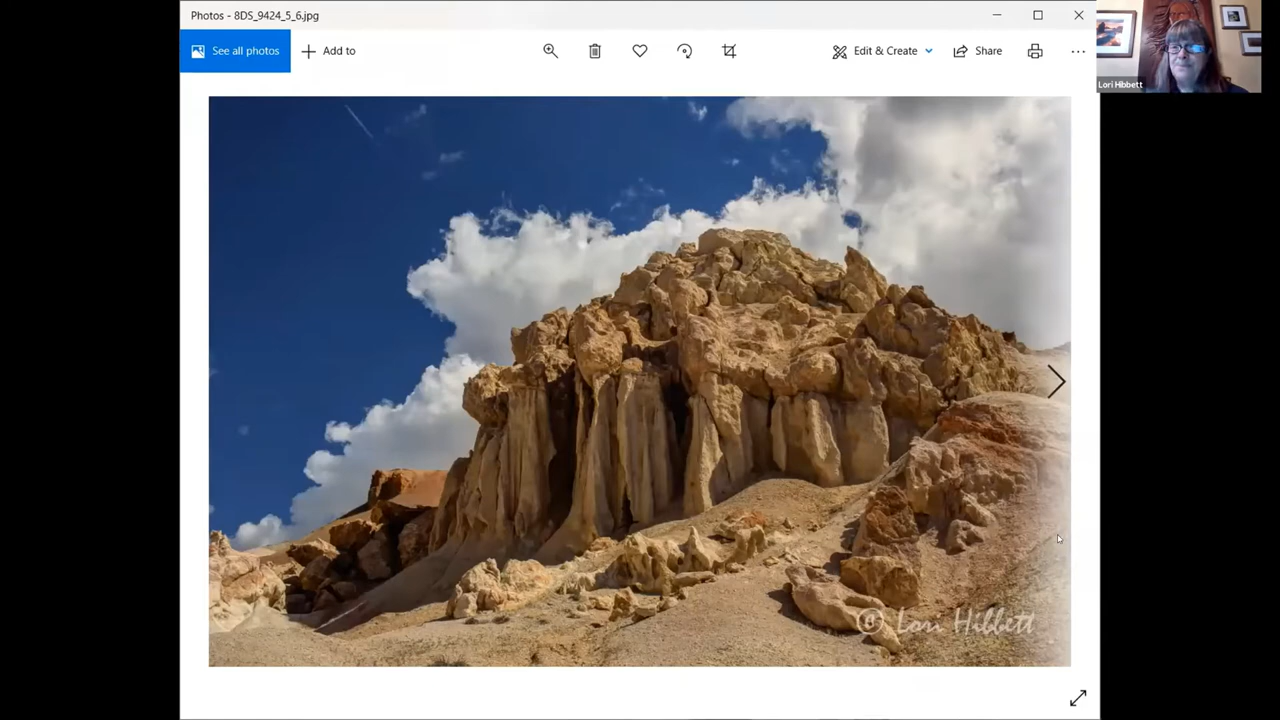 Photos - 8DS_9424_5_6.jpg
See all photos
Add to
Edit & Create
Share
Lori Hibbett
© Lori Hibbett